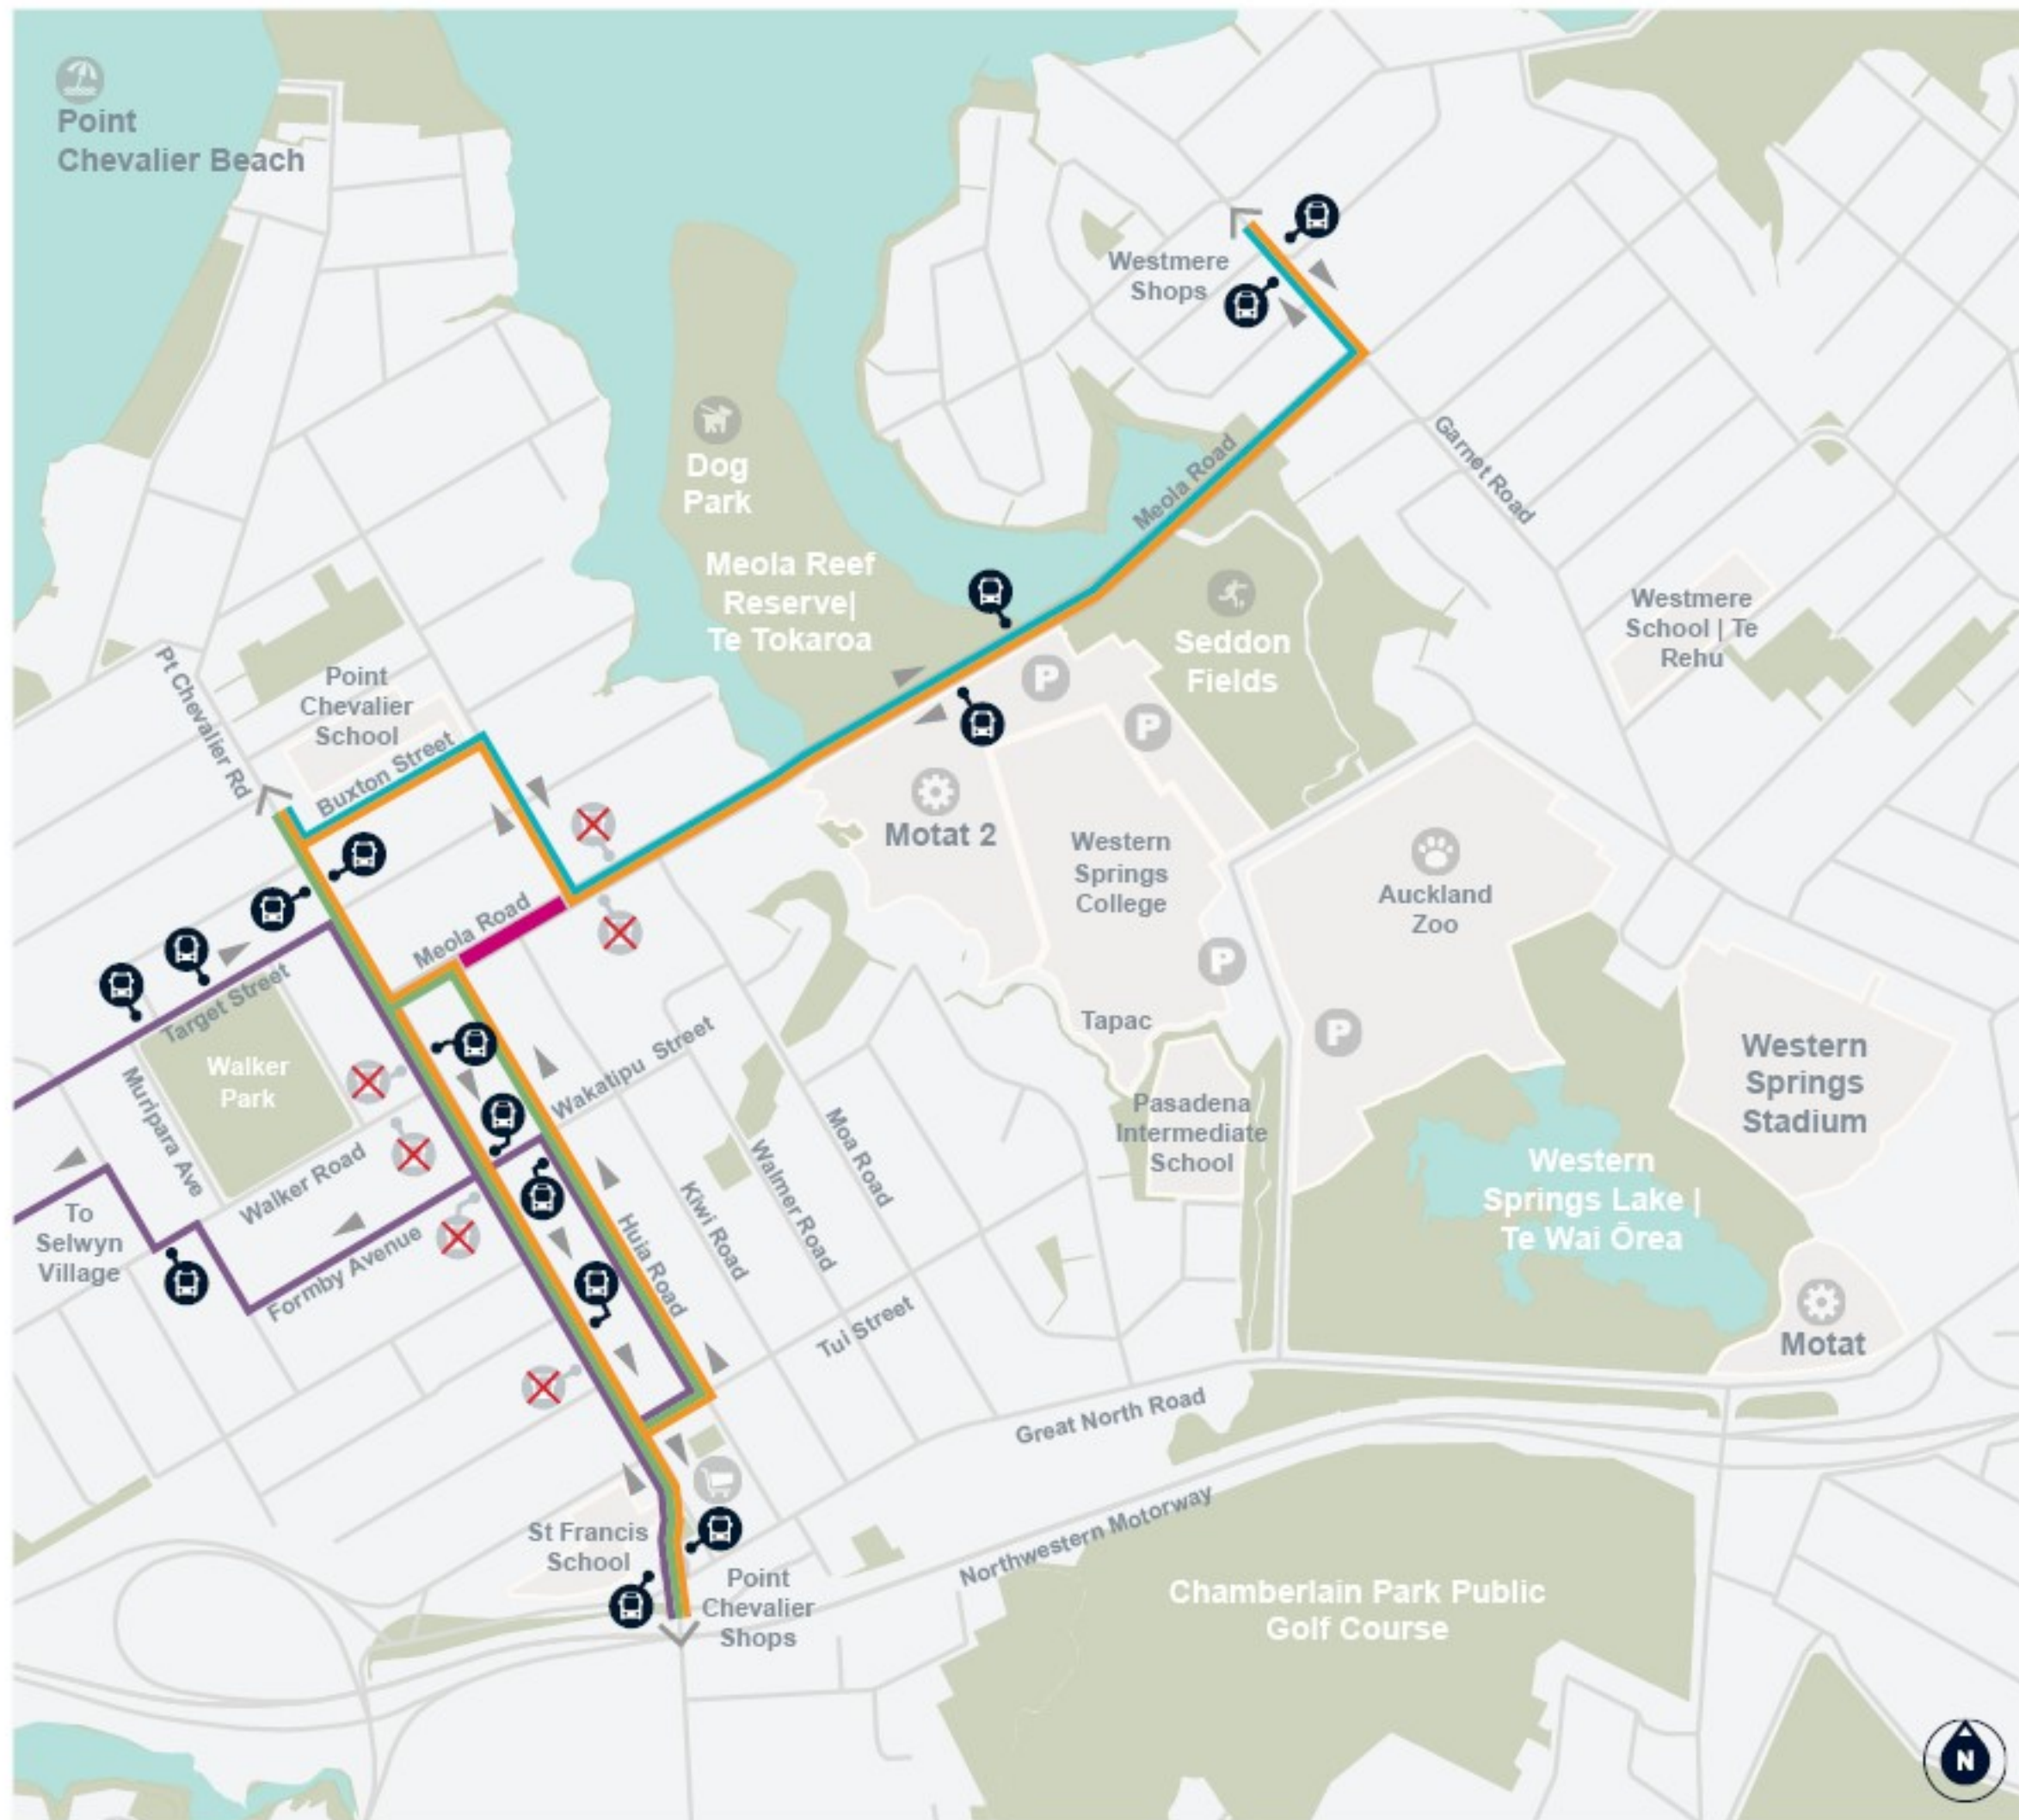 Point
Chevalier Beach
Westmere
Shops
Dog
Park
Meola Road
Garnet Road
Meola Reef
Reserve|
Te Tokaroa
Seddon
Fields
Westmere
School | Te
Rehu
Pt Chevalier Rd
Point
Chevalier
School
Buxton Street
P
P
Motat 2
Western
Springs
College
Auckland
Zoo
Meola Road
P
P
Target Street
Tapac
Walker
Park
Wakatipu Street
Western
Springs
Stadium
Muripara Ave
Moa Road
Pasadena
Intermediate
School
Walker Road
Walmer Road
Western
Springs Lake |
Te Wai Ōrea
To
Selwyn
Village
Kiwi Road
Huia Road
Formby Avenue
Tui Street
Motat
Great North Road
St Francis
School
Northwestern Motorway
Point
Chevalier
Shops
Chamberlain Park Public
Golf Course
N